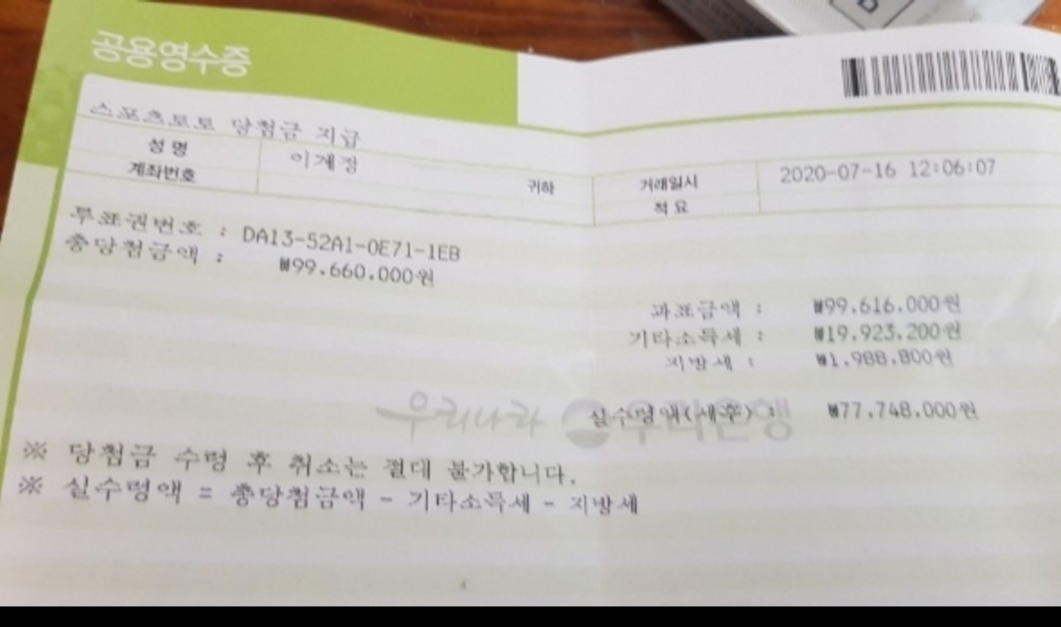 공용영수증
스포츠토토 당첨금 지급
성 명 이계정 귀하
계좌번호
거래일시 2020-07-16 12:06:07
적 요
투표권번호 : DA13-52A1-0E71-1EB
총당첨금액 : ₩99.660.000원
과표금액 : ₩99.616.000원
기타소득세 : ₩19.923.200원
지방세 : ₩1.988.800원
우리나라 우리은행
실수령액(세후) : ₩77.748.000원
※ 당첨금 수령 후 취소는 절대 불가합니다.
※ 실수령액 = 총당첨금액 - 기타소득세 - 지방세